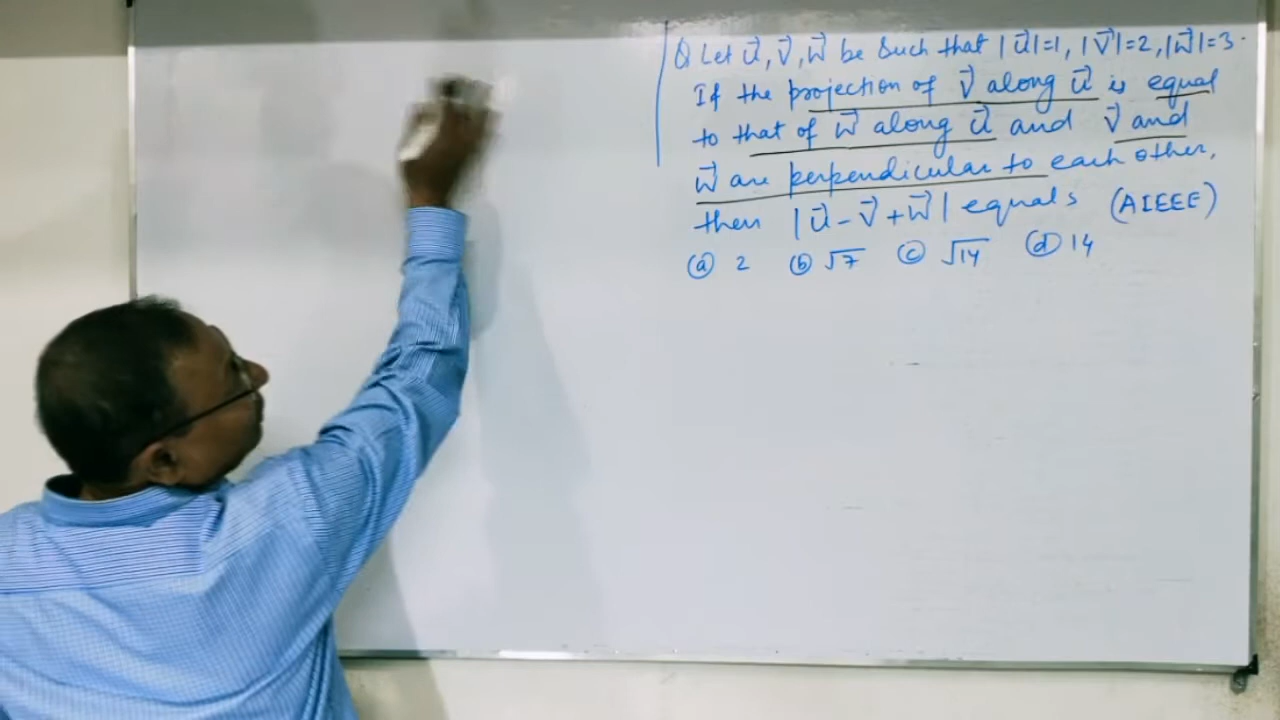 Q Let u⃗, v⃗, w⃗ be such that |u⃗|=1, |v⃗|=2, |w⃗|=3.
If the projection of v⃗ along u⃗ is equal
to that of w⃗ along u⃗ and v⃗ and
w⃗ are perpendicular to each other,
then |u⃗ - v⃗ + w⃗| equals (AIEEE)
(a) 2 (b) √7 (c) √14 (d) 14